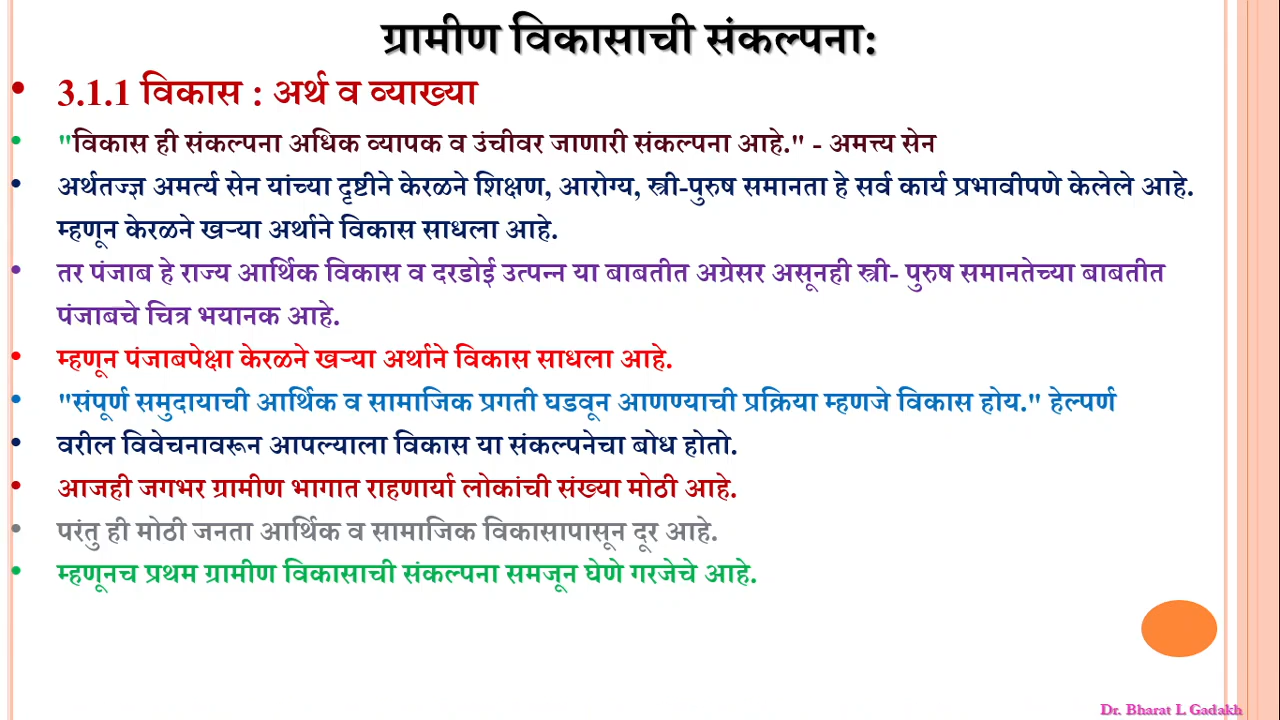 ग्रामीण विकासाची संकल्पना:
• 3.1.1 विकास : अर्थ व व्याख्या
• "विकास ही संकल्पना अधिक व्यापक व उंचीवर जाणारी संकल्पना आहे." - अमत्त्य सेन
• अर्थतज्ज्ञ अमर्त्य सेन यांच्या दृष्टीने केरळने शिक्षण, आरोग्य, स्त्री-पुरुष समानता हे सर्व कार्य प्रभावीपणे केलेले आहे.
म्हणून केरळने खऱ्या अर्थाने विकास साधला आहे.
• तर पंजाब हे राज्य आर्थिक विकास व दरडोई उत्पन्न या बाबतीत अग्रेसर असूनही स्त्री- पुरुष समानतेच्या बाबतीत
पंजाबचे चित्र भयानक आहे.
• म्हणून पंजाबपेक्षा केरळने खऱ्या अर्थाने विकास साधला आहे.
• "संपूर्ण समुदायाची आर्थिक व सामाजिक प्रगती घडवून आणण्याची प्रक्रिया म्हणजे विकास होय." हेल्पर्ण
• वरील विवेचनावरून आपल्याला विकास या संकल्पनेचा बोध होतो.
• आजही जगभर ग्रामीण भागात राहणार्या लोकांची संख्या मोठी आहे.
• परंतु ही मोठी जनता आर्थिक व सामाजिक विकासापासून दूर आहे.
• म्हणूनच प्रथम ग्रामीण विकासाची संकल्पना समजून घेणे गरजेचे आहे.
Dr. Bharat L Gadakh